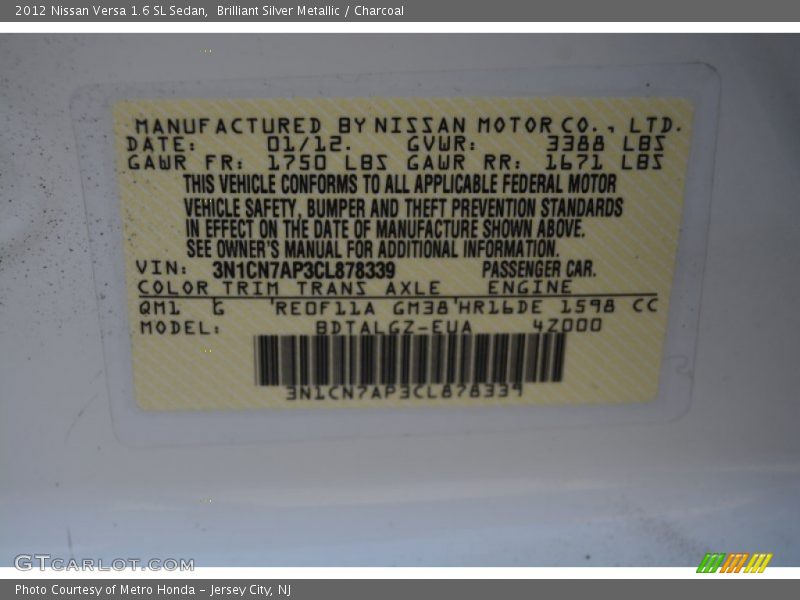 2012 Nissan Versa 1.6 SL Sedan,  Brilliant Silver Metallic / Charcoal
MANUFACTURED BY NISSAN MOTOR CO., LTD.
DATE: 01/12. GVWR: 3388 LBS
GAWR FR: 1750 LBS GAWR RR: 1671 LBS
THIS VEHICLE CONFORMS TO ALL APPLICABLE FEDERAL MOTOR
VEHICLE SAFETY, BUMPER AND THEFT PREVENTION STANDARDS
IN EFFECT ON THE DATE OF MANUFACTURE SHOWN ABOVE.
SEE OWNER'S MANUAL FOR ADDITIONAL INFORMATION.
VIN: 3N1CN7AP3CL878339 PASSENGER CAR.
COLOR TRIM TRANS AXLE ENGINE
QM1 G 'RE0F11A GM38'HR16DE 1598 CC
MODEL: BDTALGZ-EUA 4Z000
3N1CN7AP3CL878339
GTCARLOT.COM
Photo Courtesy of Metro Honda – Jersey City, NJ